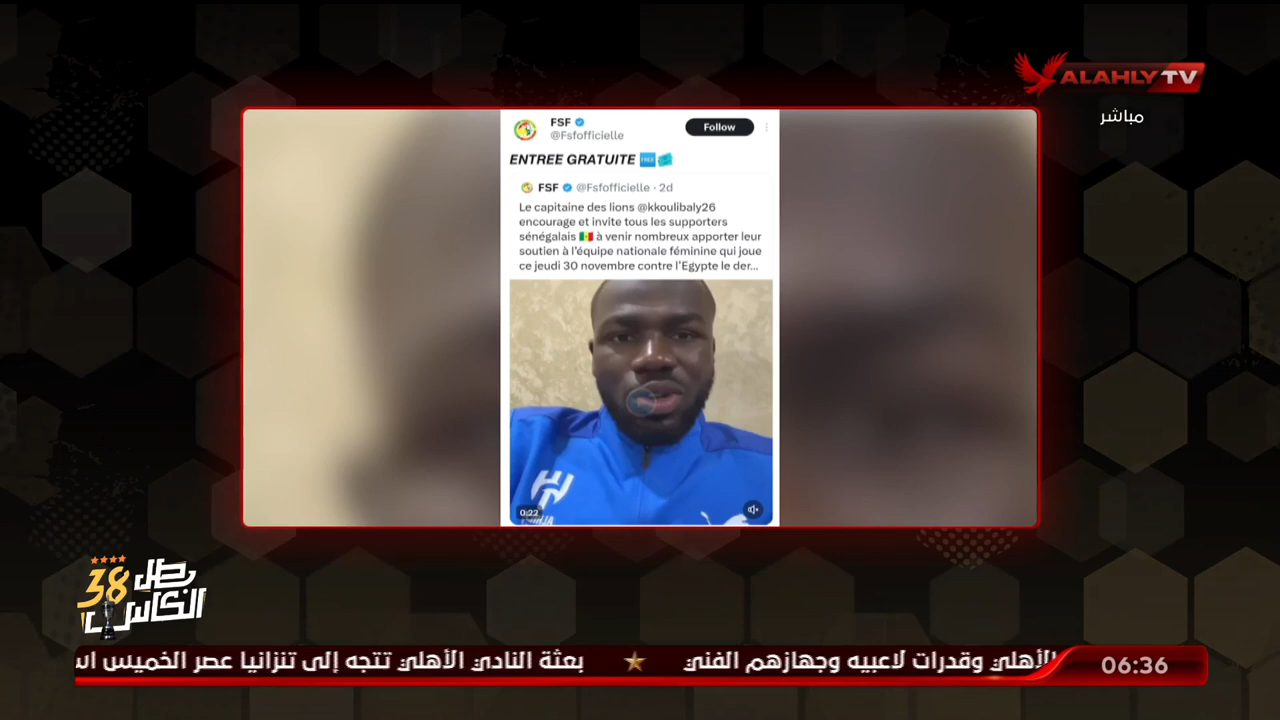 ALAHLY TV
مباشر
FSF
@Fsfofficielle
Follow
ENTREE GRATUITE FREE
FSF @Fsfofficielle · 2d
Le capitaine des lions @kkoulibaly26
encourage et invite tous les supporters
sénégalais à venir nombreux apporter leur
soutien à l'équipe nationale féminine qui joue
ce jeudi 30 novembre contre l'Egypte le der...
0:22
بطل
الكاس 38
الأهلي وقدرات لاعبيه وجهازهم الفني ★ بعثة النادي الأهلي تتجه إلى تنزانيا عصر الخميس
06:36